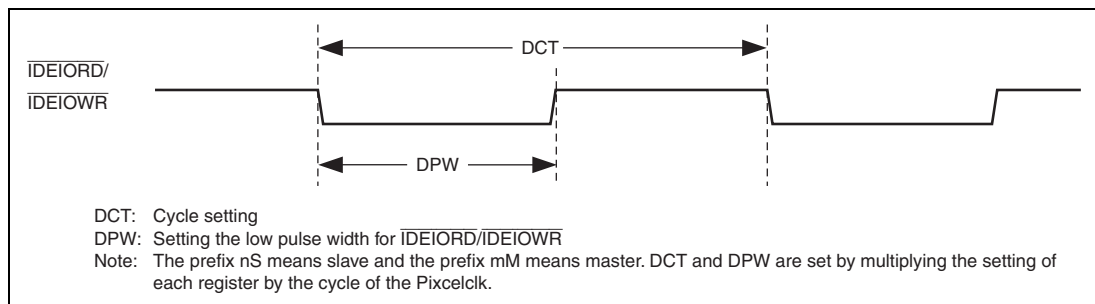 DCT
IDEIORD/
IDEIOWR
DPW
DCT: Cycle setting
DPW: Setting the low pulse width for IDEIORD/IDEIOWR
Note: The prefix nS means slave and the prefix mM means master. DCT and DPW are set by multiplying the setting of
each register by the cycle of the Pixcelclk.